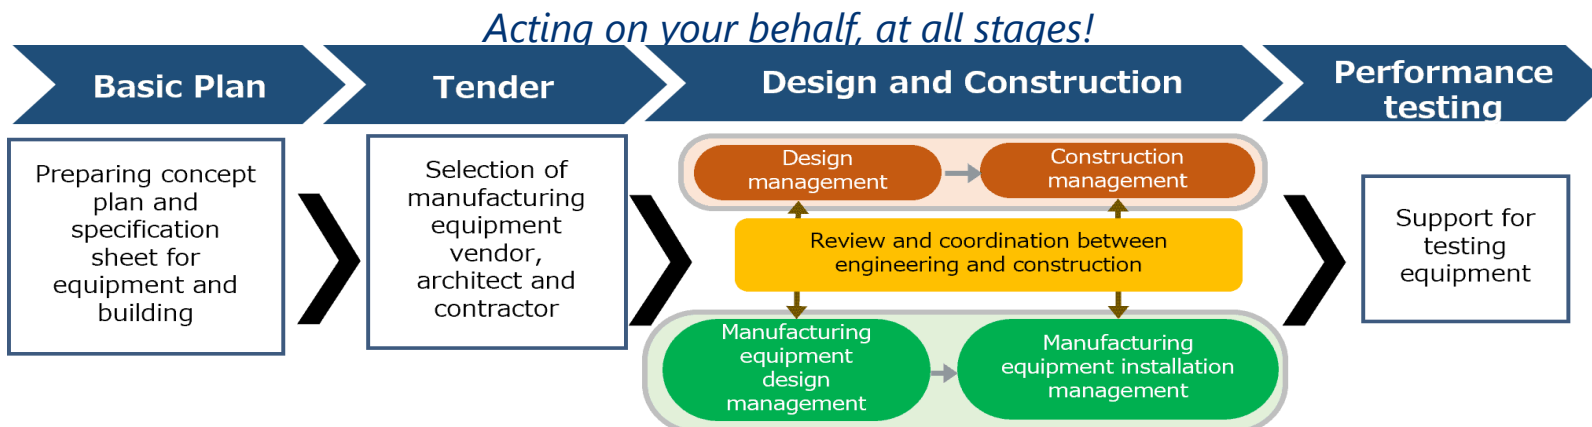 Acting on your behalf, at all stages!
Basic Plan
Tender
Design and Construction
Performance
testing
Preparing concept
plan and
specification
sheet for
equipment and
building
Selection of
manufacturing
equipment
vendor,
architect and
contractor
Design
management
Construction
management
Review and coordination between
engineering and construction
Manufacturing
equipment
design
management
Manufacturing
equipment installation
management
Support for
testing
equipment